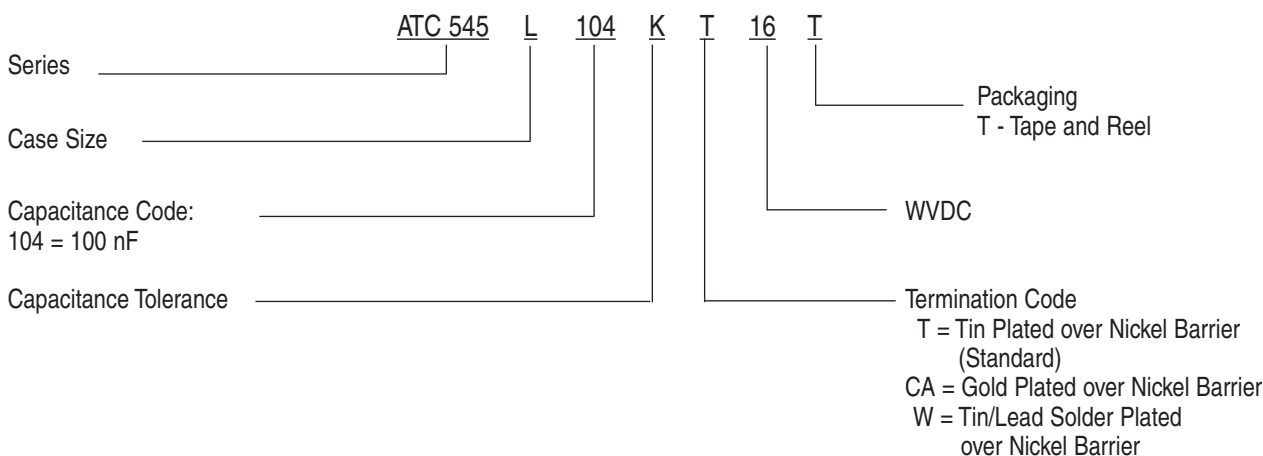 ATC 545 L 104 K T 16 T
Series
Packaging
T - Tape and Reel
Case Size
Capacitance Code:
104 = 100 nF
WVDC
Capacitance Tolerance
Termination Code
T = Tin Plated over Nickel Barrier
(Standard)
CA = Gold Plated over Nickel Barrier
W = Tin/Lead Solder Plated
over Nickel Barrier